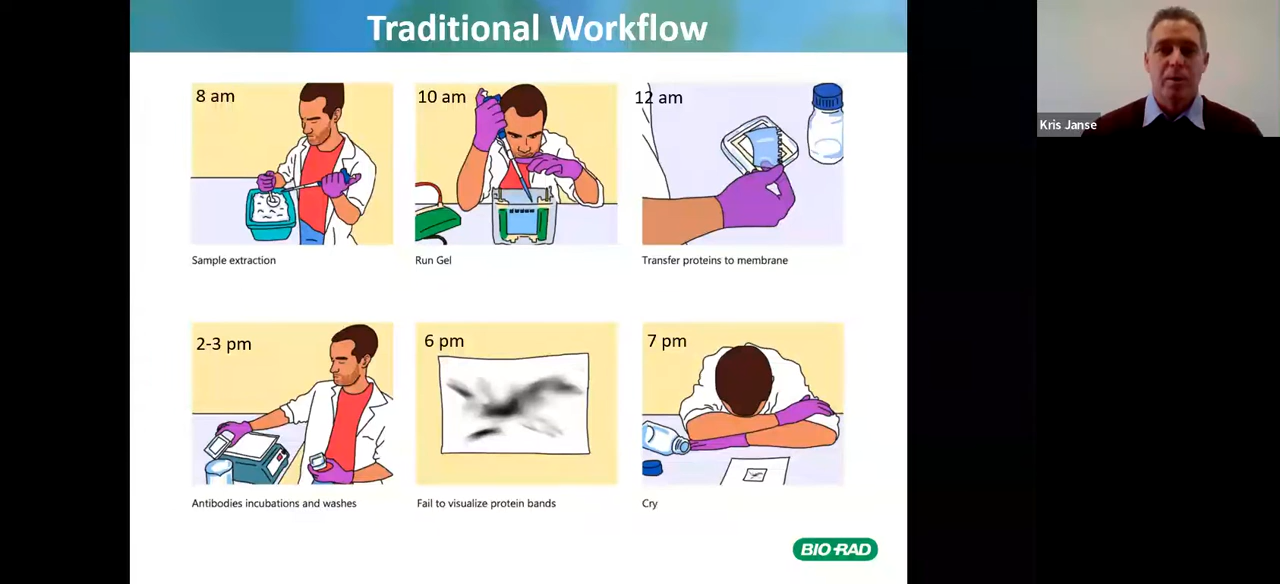 Traditional Workflow
8 am
10 am
12 am
Sample extraction
Run Gel
Transfer proteins to membrane
2-3 pm
6 pm
7 pm
Antibodies incubations and washes
Fail to visualize protein bands
Cry
BIO-RAD
Kris Janse